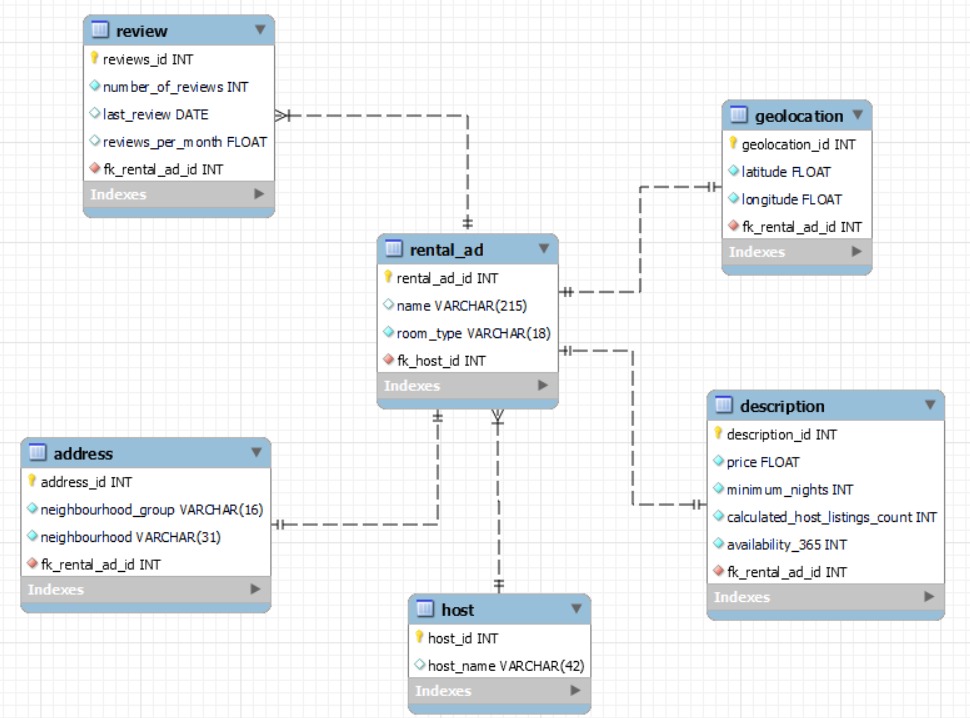 review
reviews_id INT
number_of_reviews INT
last_review DATE
reviews_per_month FLOAT
fk_rental_ad_id INT
Indexes
geolocation
geolocation_id INT
latitude FLOAT
longitude FLOAT
fk_rental_ad_id INT
Indexes
rental_ad
rental_ad_id INT
name VARCHAR(215)
room_type VARCHAR(18)
fk_host_id INT
Indexes
description
description_id INT
price FLOAT
minimum_nights INT
calculated_host_listings_count INT
availability_365 INT
fk_rental_ad_id INT
Indexes
address
address_id INT
neighbourhood_group VARCHAR(16)
neighbourhood VARCHAR(31)
fk_rental_ad_id INT
Indexes
host
host_id INT
host_name VARCHAR(42)
Indexes